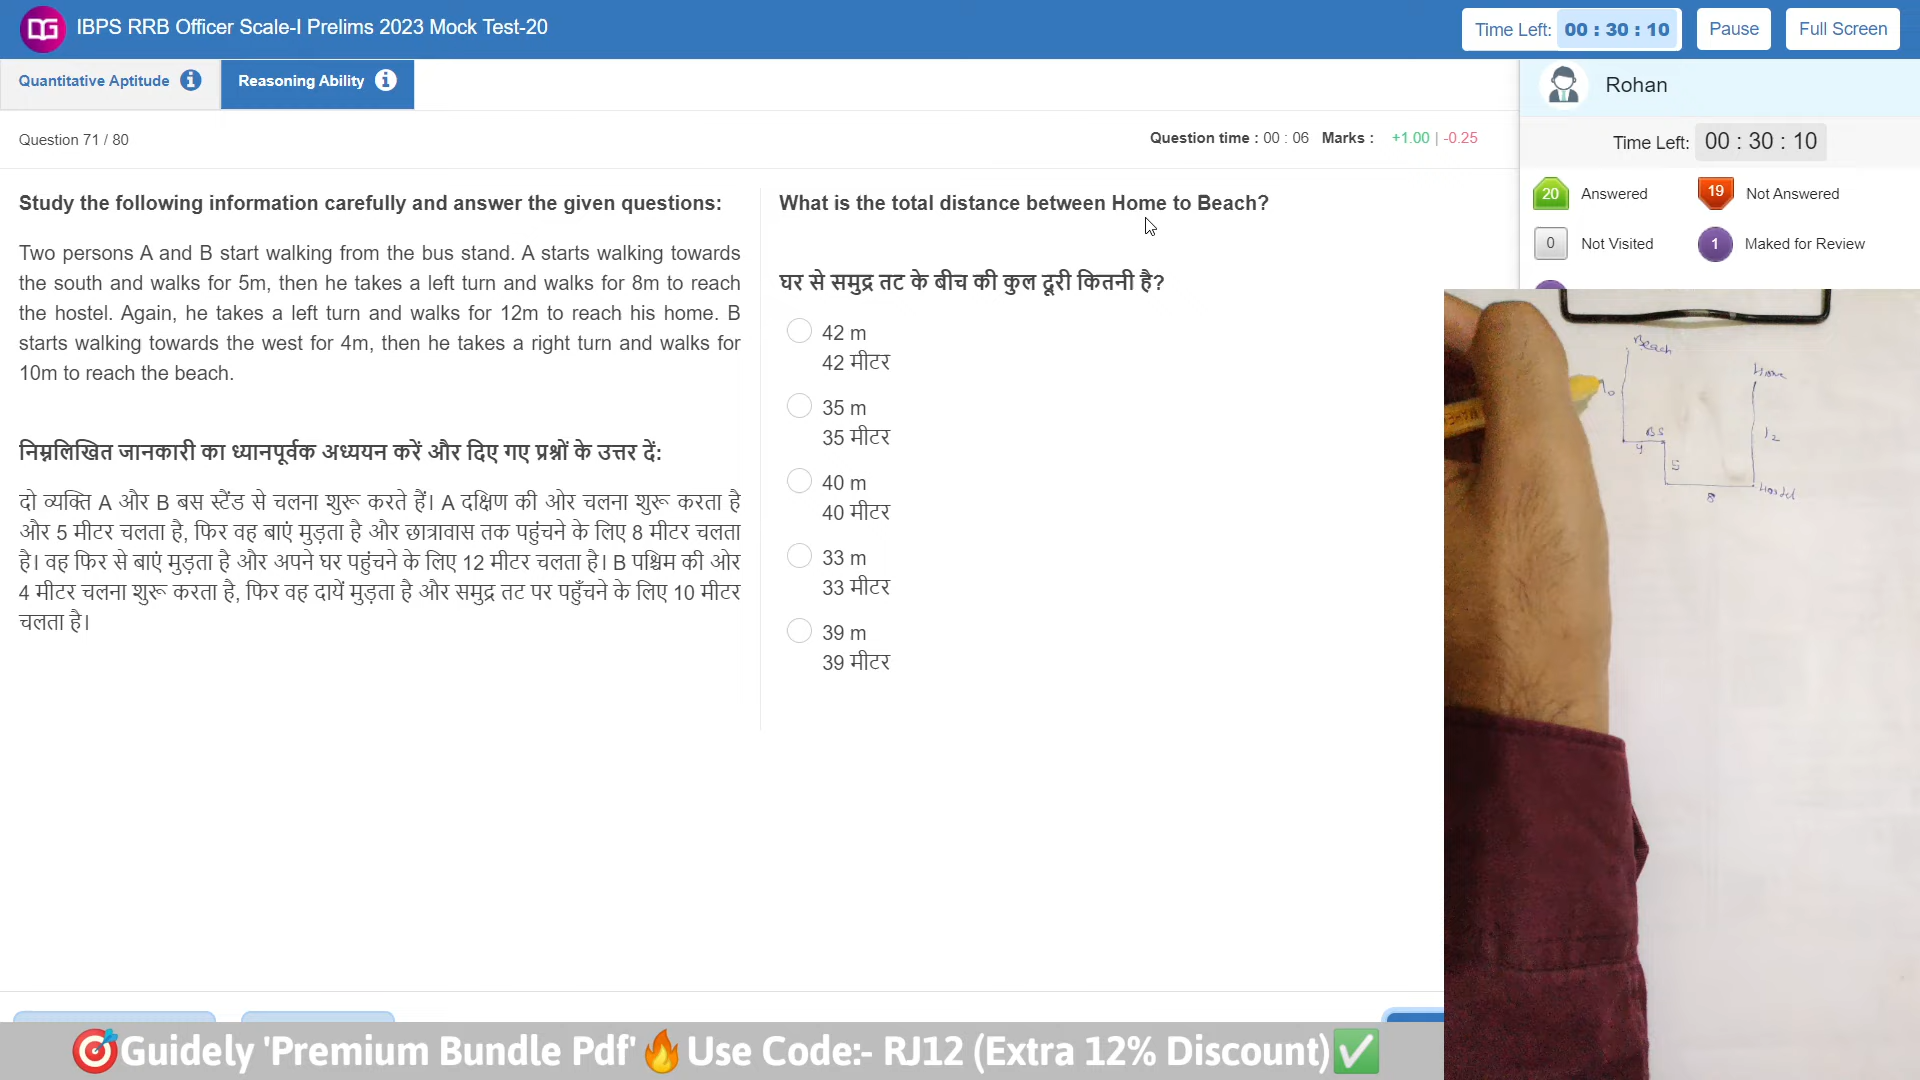 IBPS RRB Officer Scale-I Prelims 2023 Mock Test-20
Time Left: 00 : 30 : 10
Pause
Full Screen
Quantitative Aptitude
Reasoning Ability
Rohan
Question 71 / 80
Question time : 00 : 06 Marks : +1.00 | -0.25
Time Left: 00 : 30 : 10
20 Answered
19 Not Answered
0 Not Visited
1 Maked for Review
Study the following information carefully and answer the given questions:
Two persons A and B start walking from the bus stand. A starts walking towards
the south and walks for 5m, then he takes a left turn and walks for 8m to reach
the hostel. Again, he takes a left turn and walks for 12m to reach his home. B
starts walking towards the west for 4m, then he takes a right turn and walks for
10m to reach the beach.
निम्नलिखित जानकारी का ध्यानपूर्वक अध्ययन करें और दिए गए प्रश्नों के उत्तर दें:
दो व्यक्ति A और B बस स्टैंड से चलना शुरू करते हैं। A दक्षिण की ओर चलना शुरू करता है
और 5 मीटर चलता है, फिर वह बाएं मुड़ता है और छात्रावास तक पहुंचने के लिए 8 मीटर चलता
है। वह फिर से बाएं मुड़ता है और अपने घर पहुंचने के लिए 12 मीटर चलता है। B पश्चिम की ओर
4 मीटर चलना शुरू करता है, फिर वह दायें मुड़ता है और समुद्र तट पर पहुँचने के लिए 10 मीटर
चलता है।
What is the total distance between Home to Beach?
घर से समुद्र तट के बीच की कुल दूरी कितनी है?
42 m
42 मीटर
35 m
35 मीटर
40 m
40 मीटर
33 m
33 मीटर
39 m
39 मीटर
Beach
Home
10
BS
12
4
5
8
Hostel
Guidely 'Premium Bundle Pdf' Use Code:- RJ12 (Extra 12% Discount)